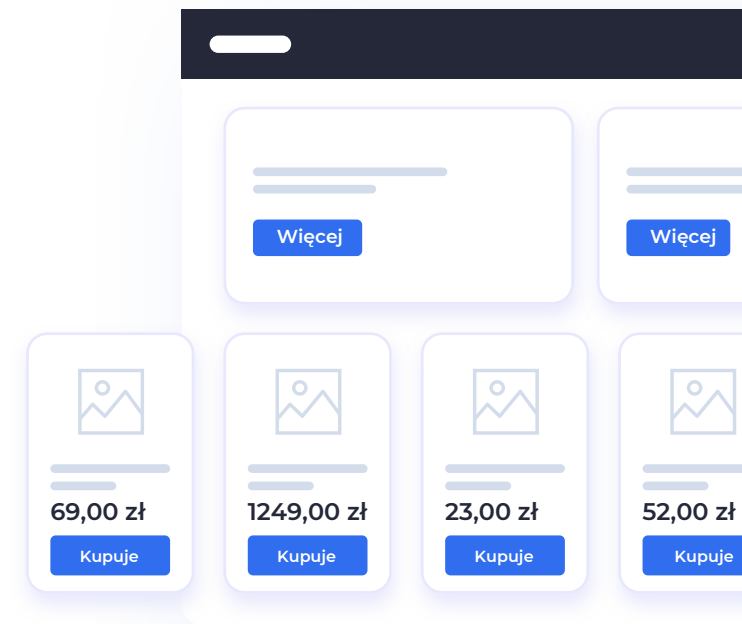 Więcej
Więcej
69,00 zł
1249,00 zł
23,00 zł
52,00 zł
Kupuje
Kupuje
Kupuje
Kupuje